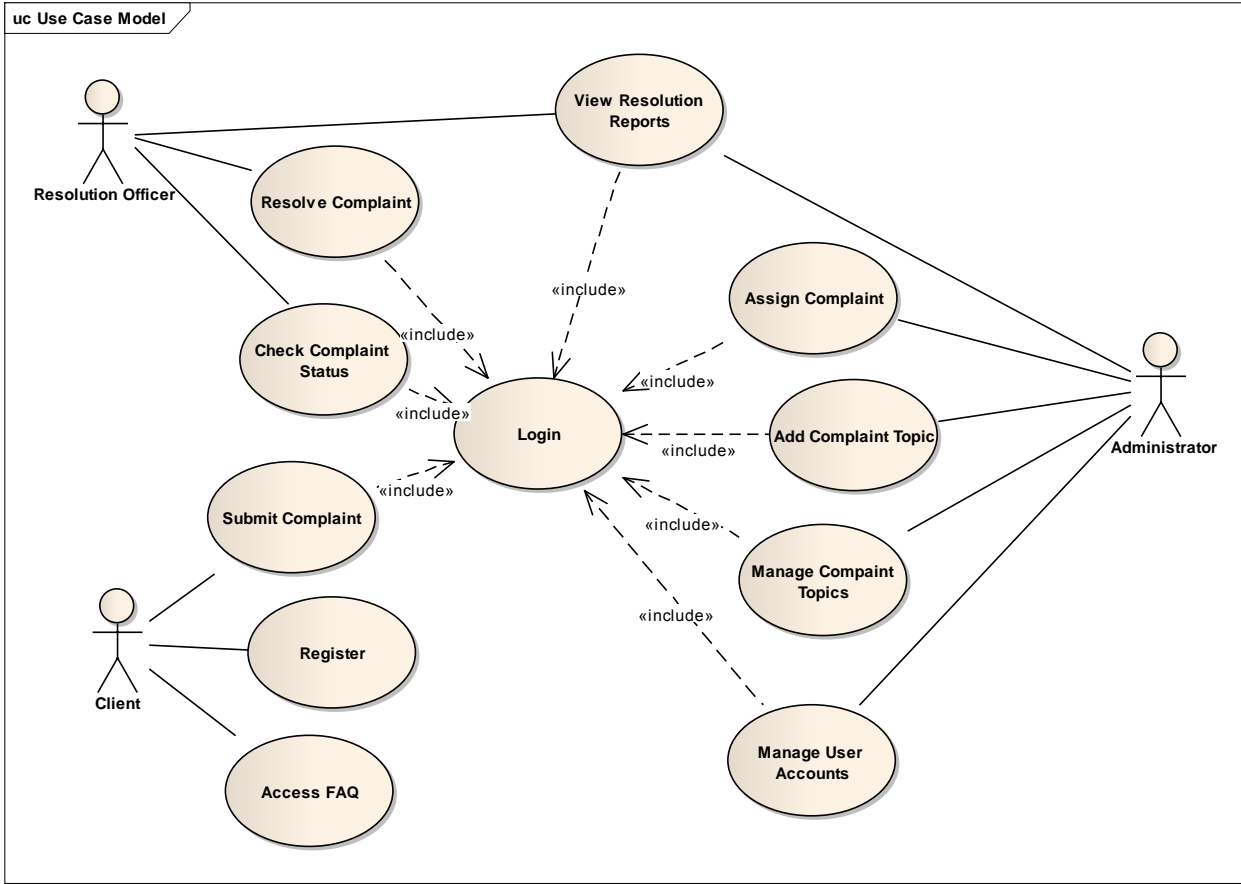 uc Use Case Model
View Resolution
Reports
Resolution Officer
Resolve Complaint
«include»
Assign Complaint
«include»
Check Complaint
Status
«include»
«include»
Login
Add Complaint Topic
«include»
Administrator
«include»
Submit Complaint
«include»
Manage Compaint
Topics
«include»
Register
Client
Manage User
Accounts
Access FAQ